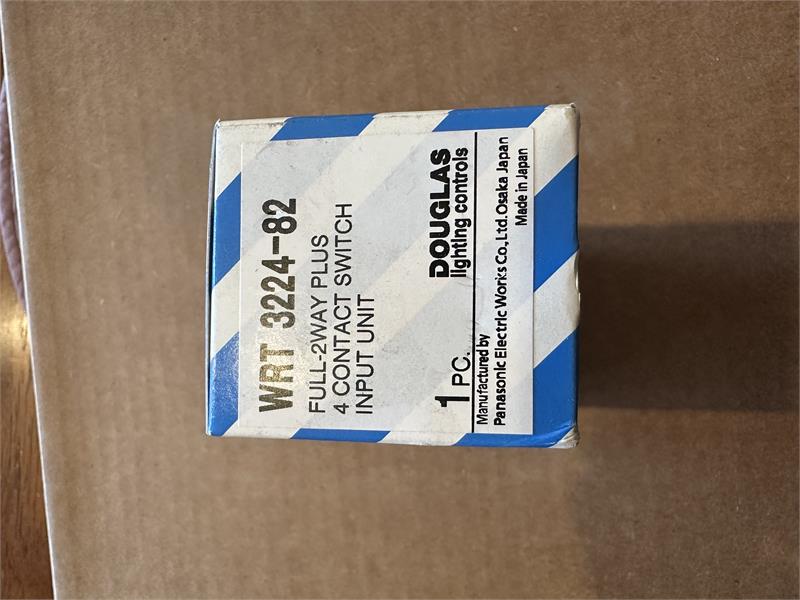 WRT 3224-82
FULL-2WAY PLUS
4 CONTACT SWITCH
INPUT UNIT
1 PC.
DOUGLAS
lighting controls
Manufactured by
Panasonic Electric Works Co., Ltd. Osaka Japan
Made in Japan